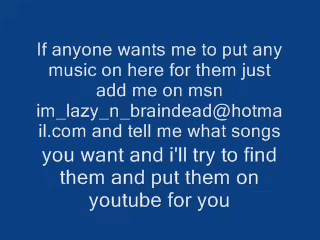 If anyone wants me to put any
music on here for them just
add me on msn
im_lazy_n_braindead@hotma
il.com and tell me what songs
you want and i'll try to find
them and put them on
youtube for you